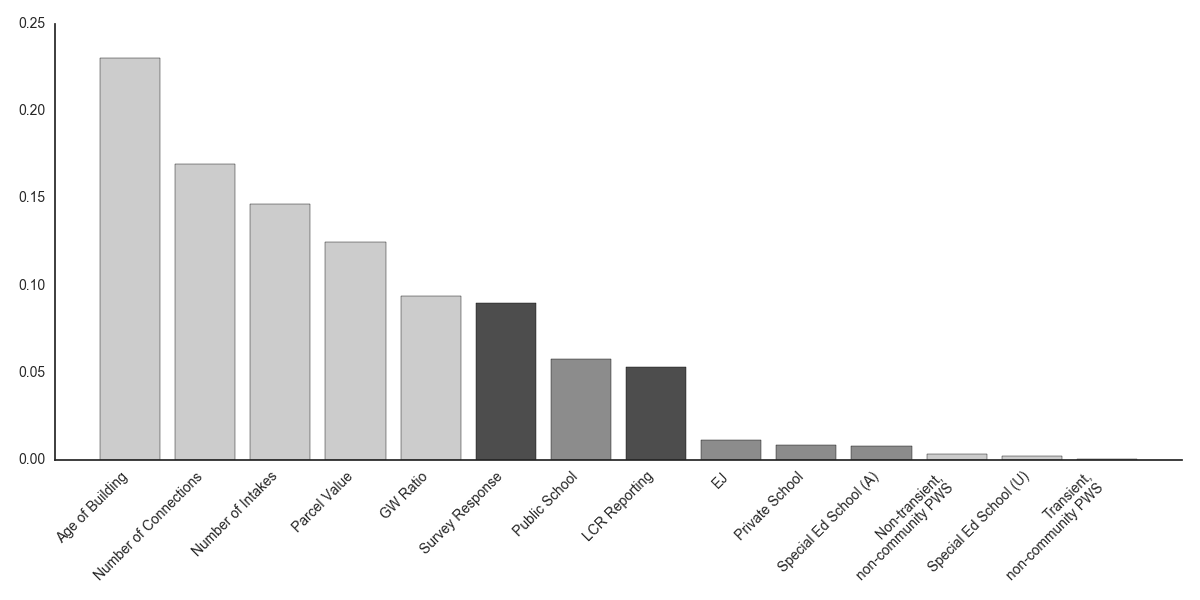 0.25
0.20
0.15
0.10
0.05
0.00
Age of Building
Number of Connections
Number of Intakes
Parcel Value
GW Ratio
Survey Response
Public School
LCR Reporting
EJ
Private School
Special Ed School (A)
Non-transient,
non-community PWS
Special Ed School (U)
Transient,
non-community PWS